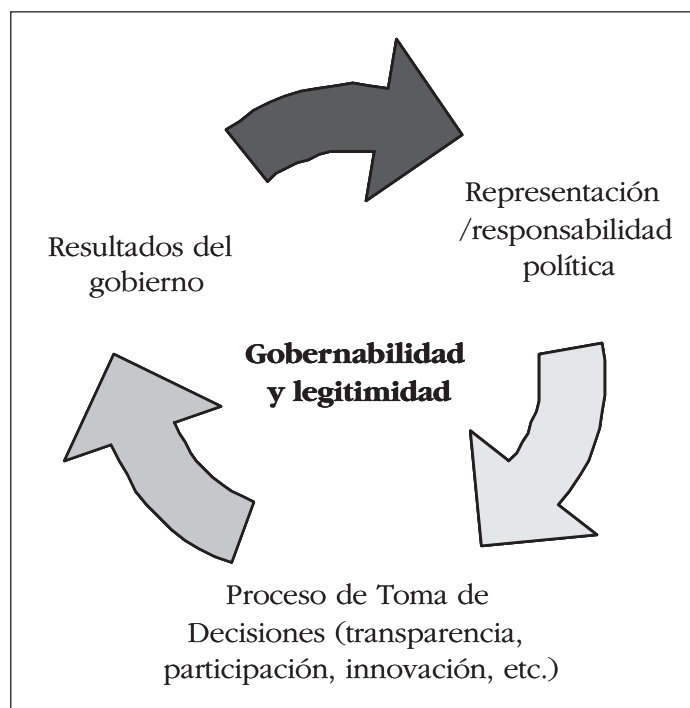 Representación
/responsabilidad
política
Resultados del
gobierno
Gobernabilidad
y legitimidad
Proceso de Toma de
Decisiones (transparencia,
participación, innovación, etc.)